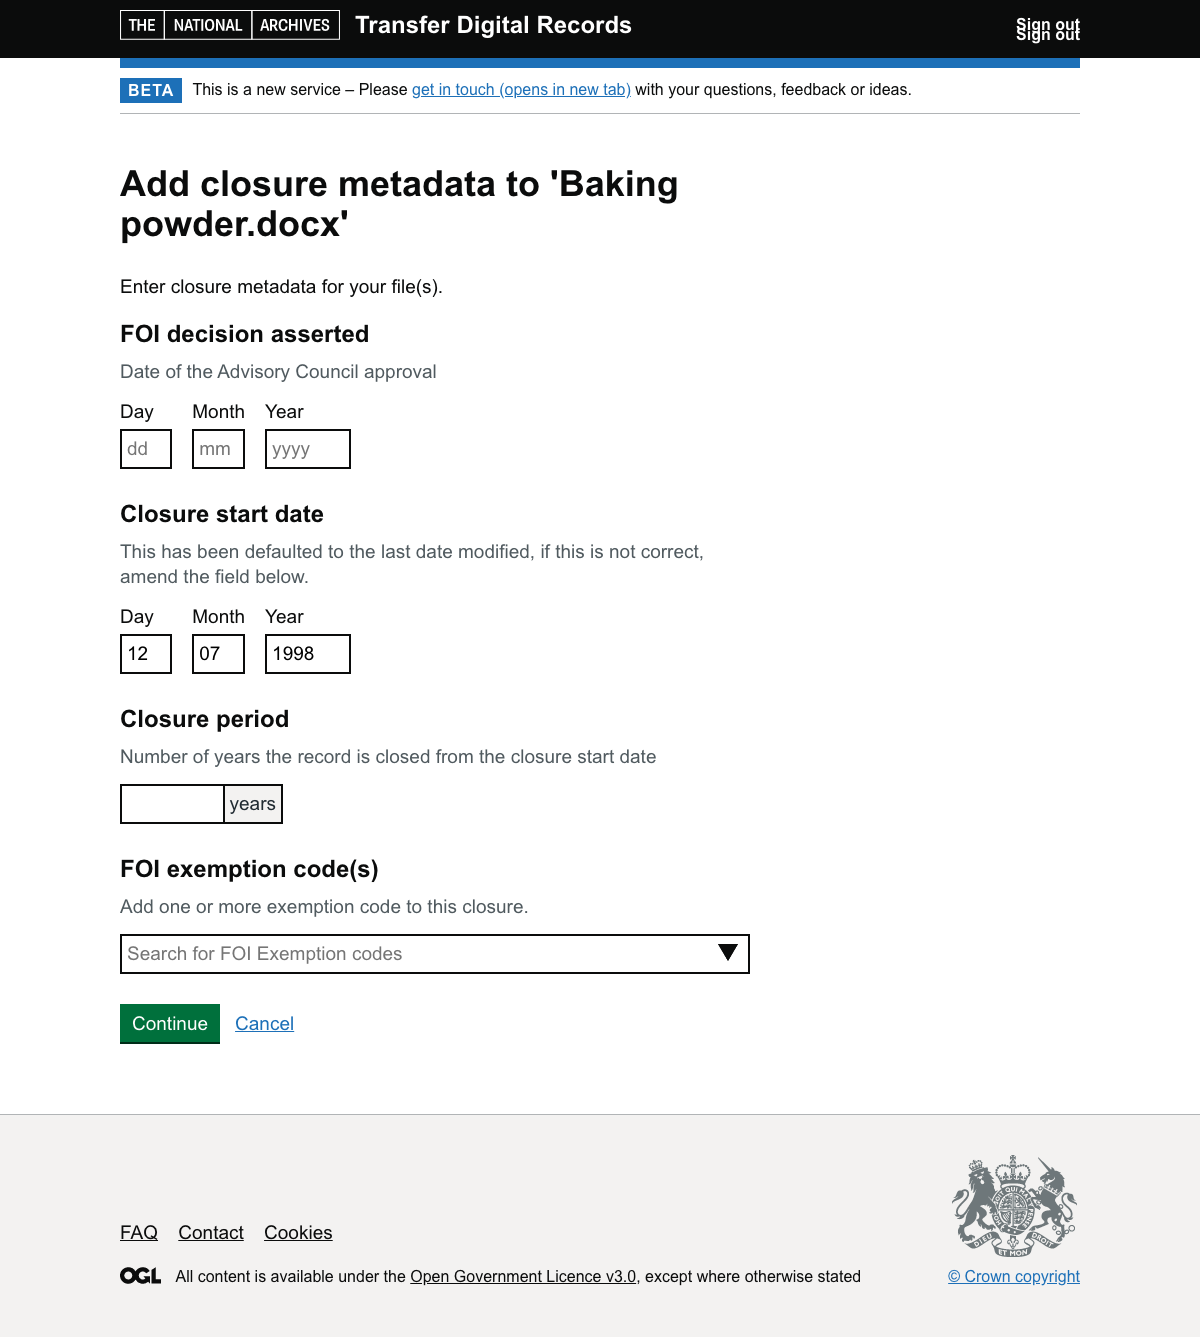 THE NATIONAL ARCHIVES Transfer Digital Records Sign out
Sign out
BETA This is a new service – Please get in touch (opens in new tab) with your questions, feedback or ideas.
Add closure metadata to 'Baking
powder.docx'
Enter closure metadata for your file(s).
FOI decision asserted
Date of the Advisory Council approval
Day Month Year
dd mm yyyy
Closure start date
This has been defaulted to the last date modified, if this is not correct,
amend the field below.
Day Month Year
12 07 1998
Closure period
Number of years the record is closed from the closure start date
years
FOI exemption code(s)
Add one or more exemption code to this closure.
Search for FOI Exemption codes
Continue Cancel
FAQ Contact Cookies
DIEU ET MON DROIT
OGL All content is available under the Open Government Licence v3.0, except where otherwise stated © Crown copyright